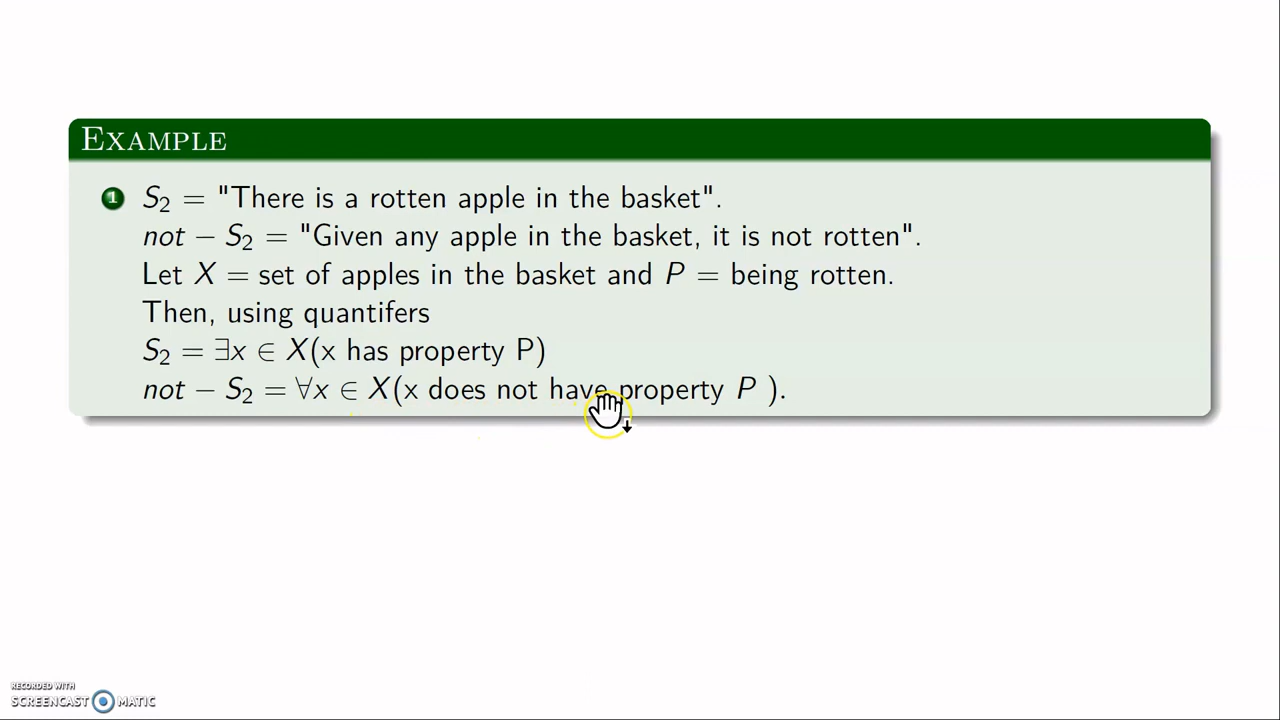 EXAMPLE
1 S₂ = "There is a rotten apple in the basket".
not − S₂ = "Given any apple in the basket, it is not rotten".
Let X = set of apples in the basket and P = being rotten.
Then, using quantifers
S₂ = ∃x ∈ X(x has property P)
not − S₂ = ∀x ∈ X(x does not have property P ).
RECORDED WITH
SCREENCAST MATIC